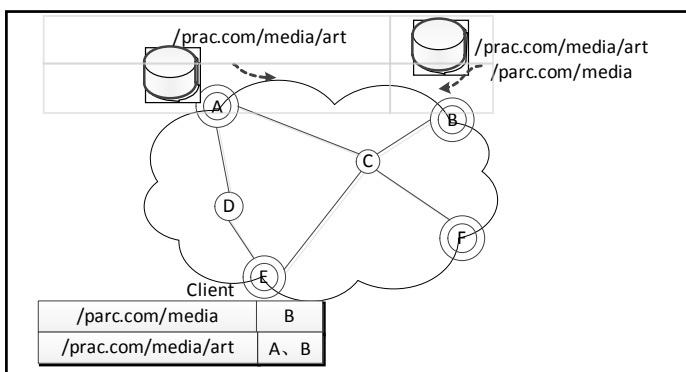 /prac.com/media/art
/prac.com/media/art
/parc.com/media
A
B
C
D
F
E
Client
/parc.com/media B
/prac.com/media/art A、B